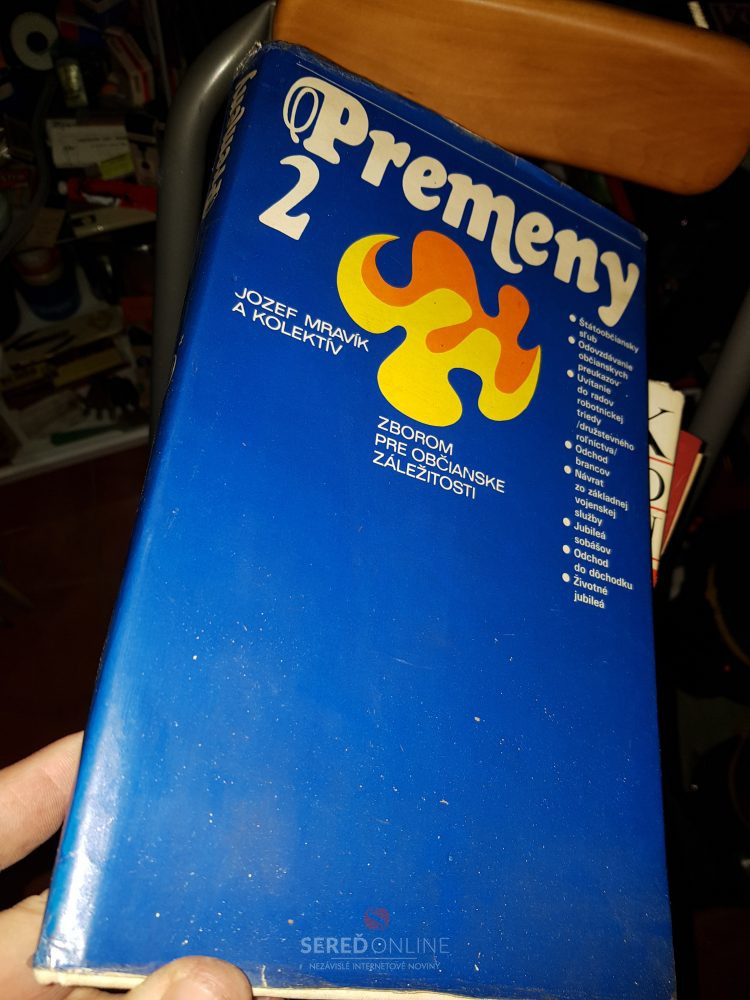 Premeny
2
JOZEF MRAVÍK
A KOLEKTÍV
ZBOROM
PRE OBČIANSKE
ZÁLEŽITOSTI
● Štátoobčiansky
sľub
● Odovzdávanie
občianskych
preukazov
● Uvítanie
do radov
robotníckej
triedy
/družstevného
roľníctva/
● Odchod
brancov
● Návrat
zo základnej
vojenskej
služby
● Jubileá
sobášov
● Odchod
do dôchodku
● Životné
jubileá
SEREĎONLINE
NEZÁVISLÉ INTERNETOVÉ NOVINY